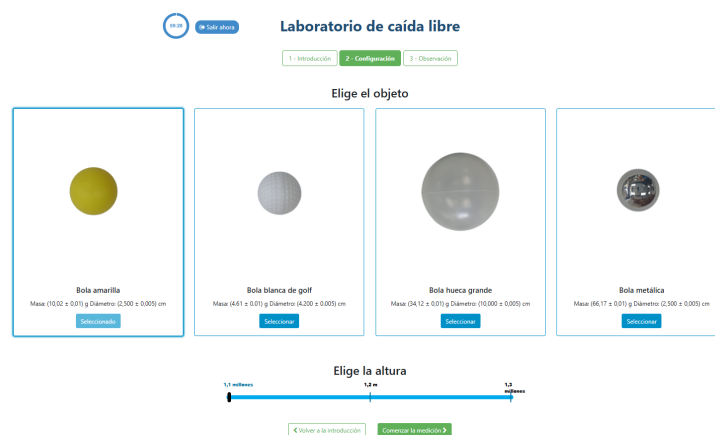 59:28
Salir ahora
Laboratorio de caída libre
1 - Introducción
2 - Configuración
3 - Observación
Elige el objeto
Bola amarilla
Masa: (10,02 ± 0,01) g Diámetro: (2,500 ± 0,005) cm
Seleccionado
Bola blanca de golf
Masa: (4.61 ± 0.01) g Diámetro: (4.200 ± 0.005) cm
Seleccionar
Bola hueca grande
Masa: (34,12 ± 0,01) g Diámetro: (10,000 ± 0,005) cm
Seleccionar
Bola metálica
Masa: (66,17 ± 0,01) g Diámetro: (2,500 ± 0,005) cm
Seleccionar
Elige la altura
1,1 millones
1,2 m
1,3
millones
Volver a la introducción
Comenzar la medición